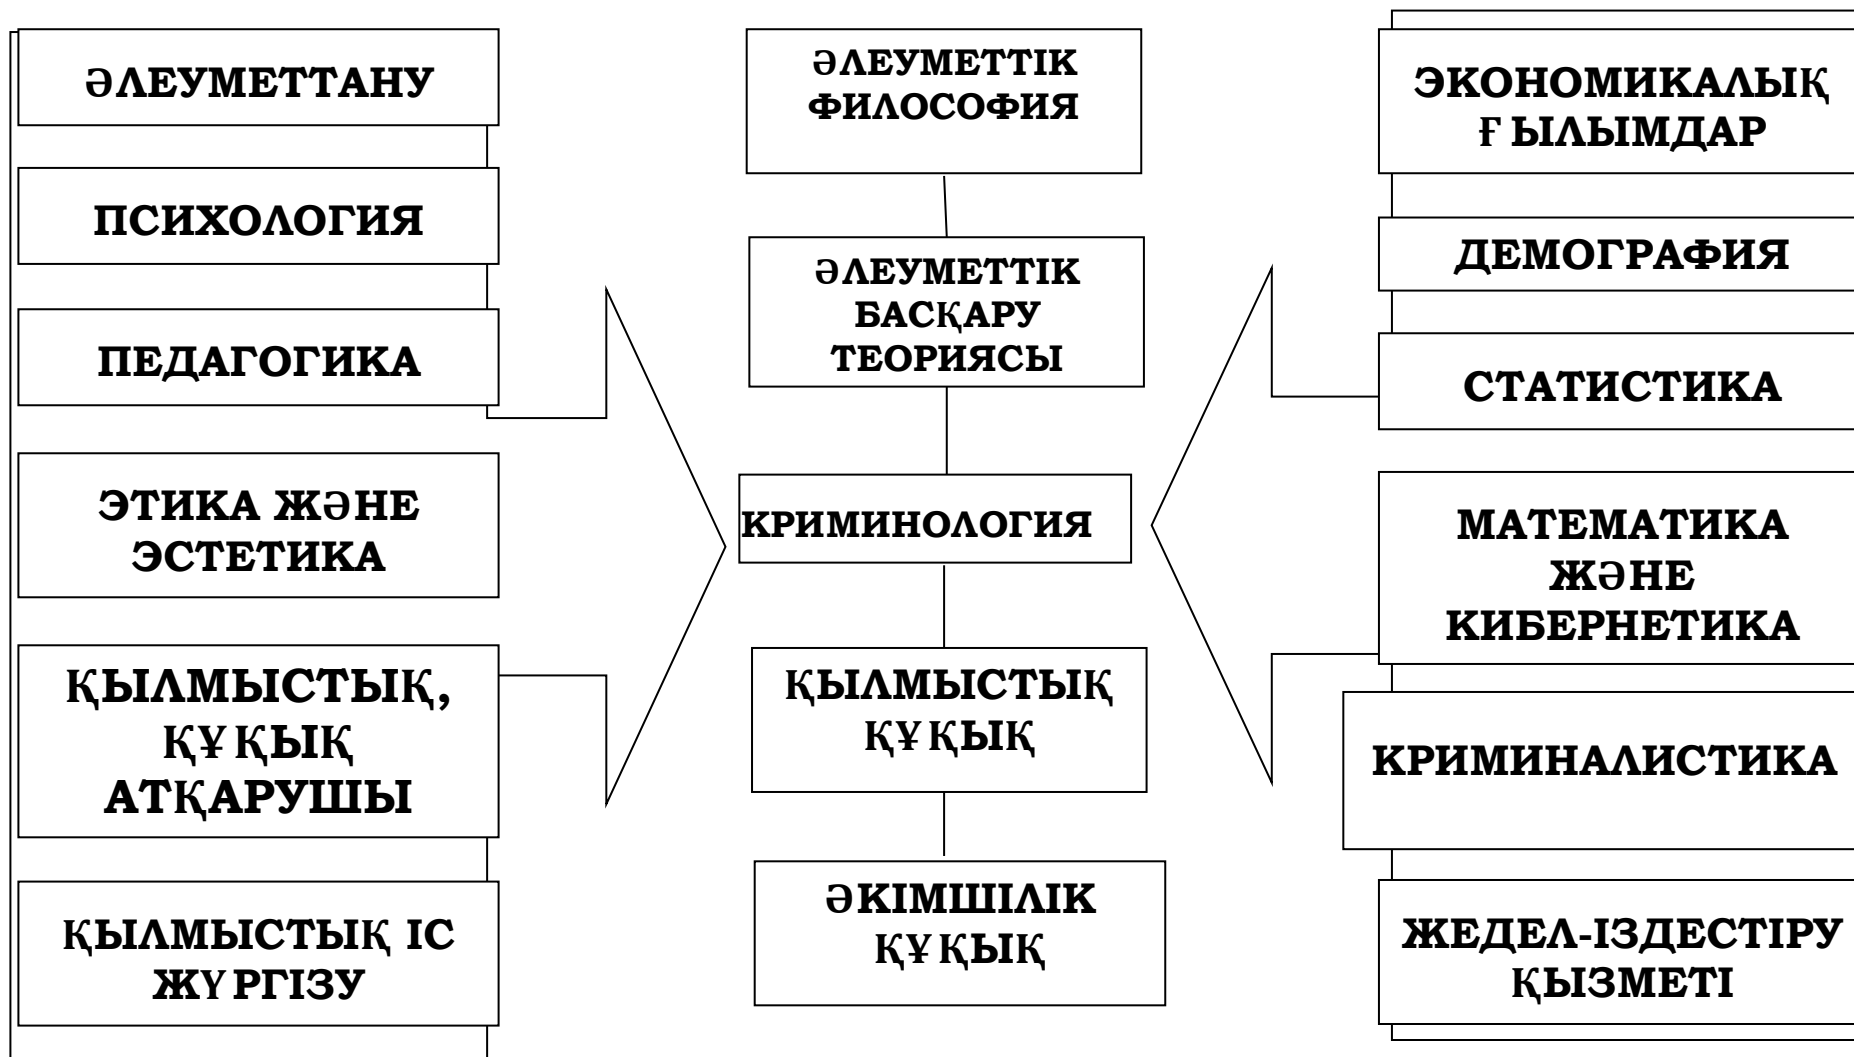 ӘЛЕУМЕТТАНУ
ПСИХОЛОГИЯ
ПЕДАГОГИКА
ЭТИКА ЖӘНЕ
ЭСТЕТИКА
ҚЫЛМЫСТЫҚ,
ҚҰҚЫҚ
АТҚАРУШЫ
ҚЫЛМЫСТЫҚ ІС
ЖҮРГІЗУ
ӘЛЕУМЕТТІК
ФИЛОСОФИЯ
ӘЛЕУМЕТТІК
БАСҚАРУ
ТЕОРИЯСЫ
КРИМИНОЛОГИЯ
ҚЫЛМЫСТЫҚ
ҚҰҚЫҚ
ӘКІМШІЛІК
ҚҰҚЫҚ
ЭКОНОМИКАЛЫҚ
ҒЫЛЫМДАР
ДЕМОГРАФИЯ
СТАТИСТИКА
МАТЕМАТИКА
ЖӘНЕ
КИБЕРНЕТИКА
КРИМИНАЛИСТИКА
ЖЕДЕЛ-ІЗДЕСТІРУ
ҚЫЗМЕТІ